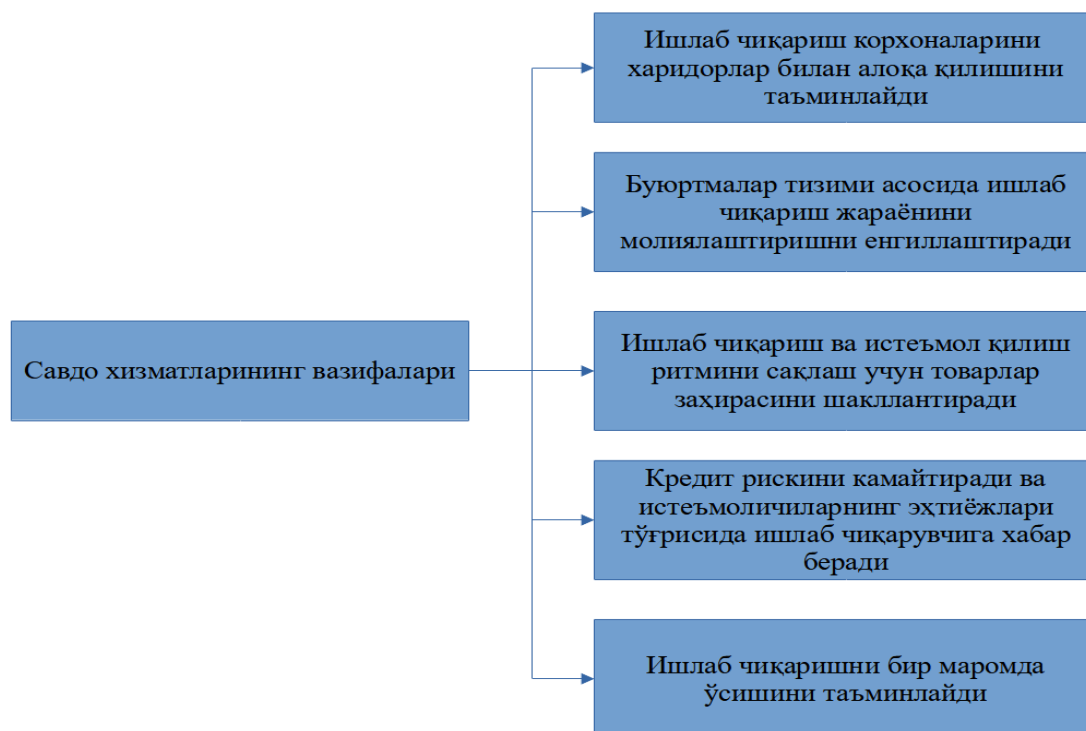 Ишлаб чиқариш корхоналарини
харидорлар билан алоқа қилишини
таъминлайди
Буюртмалар тизими асосида ишлаб
чиқариш жараёнини
молиялаштиришни енгиллаштиради
Савдо хизматларининг вазифалари
Ишлаб чиқариш ва истеъмол қилиш
ритмини сақлаш учун товарлар
заҳирасини шакллантиради
Кредит рискини камайтиради ва
истеъмоличиларнинг эҳтиёжлари
тўғрисида ишлаб чиқарувчига хабар
беради
Ишлаб чиқаришни бир маромда
ўсишини таъминлайди